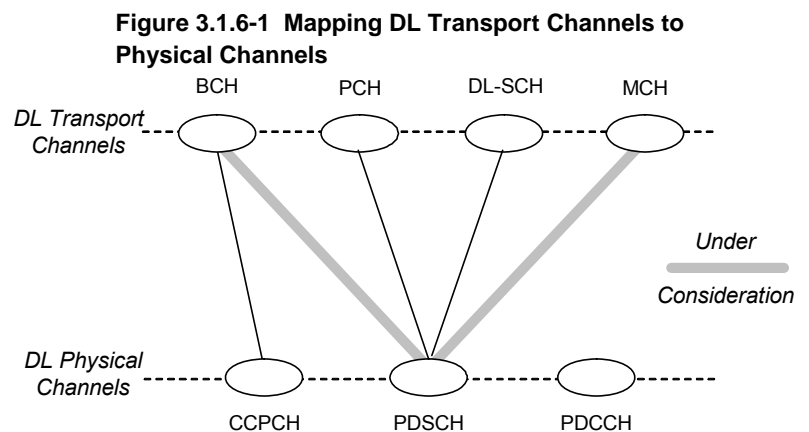 Figure 3.1.6-1 Mapping DL Transport Channels to
Physical Channels
BCH PCH DL-SCH MCH
DL Transport
Channels
Under
Consideration
DL Physical
Channels
CCPCH PDSCH PDCCH